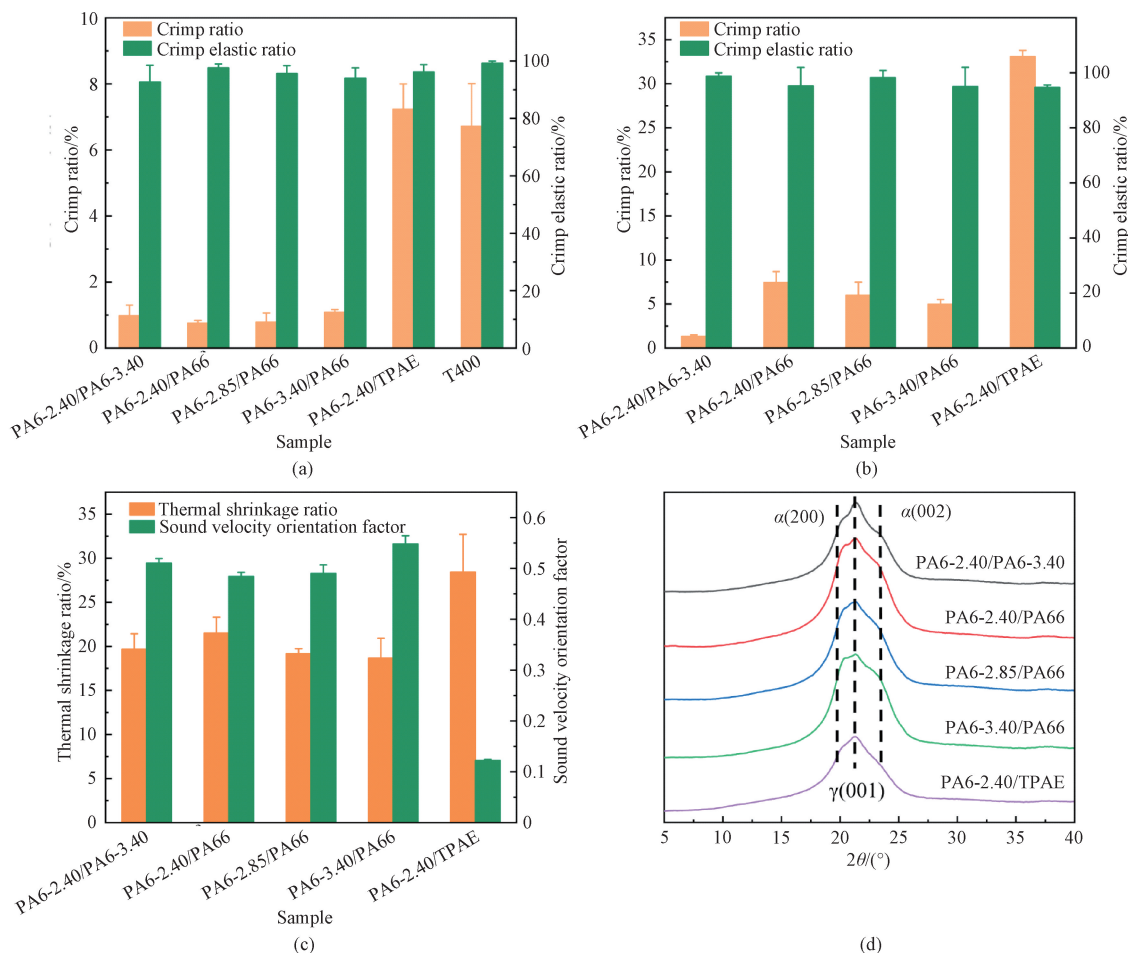 10
8
6
4
2
0
Crimp ratio/%
Crimp ratio
Crimp elastic ratio
100
80
60
40
20
0
Crimp elastic ratio/%
PA6-2.40/PA6-3.40
PA6-2.40/PA66
PA6-2.85/PA66
PA6-3.40/PA66
PA6-2.40/TPAE
T400
Sample
(a)
35
30
25
20
15
10
5
0
Crimp ratio/%
Crimp ratio
Crimp elastic ratio
100
80
60
40
20
0
Crimp elastic ratio/%
PA6-2.40/PA6-3.40
PA6-2.40/PA66
PA6-2.85/PA66
PA6-3.40/PA66
PA6-2.40/TPAE
Sample
(b)
35
30
25
20
15
10
5
0
Thermal shrinkage ratio/%
Thermal shrinkage ratio
Sound velocity orientation factor
0.6
0.5
0.4
0.3
0.2
0.1
0
Sound velocity orientation factor
PA6-2.40/PA6-3.40
PA6-2.40/PA66
PA6-2.85/PA66
PA6-3.40/PA66
PA6-2.40/TPAE
Sample
(c)
α(200)
α(002)
PA6-2.40/PA6-3.40
PA6-2.40/PA66
PA6-2.85/PA66
PA6-3.40/PA66
γ(001)
PA6-2.40/TPAE
5 10 15 20 25 30 35 40
2θ/(°)
(d)